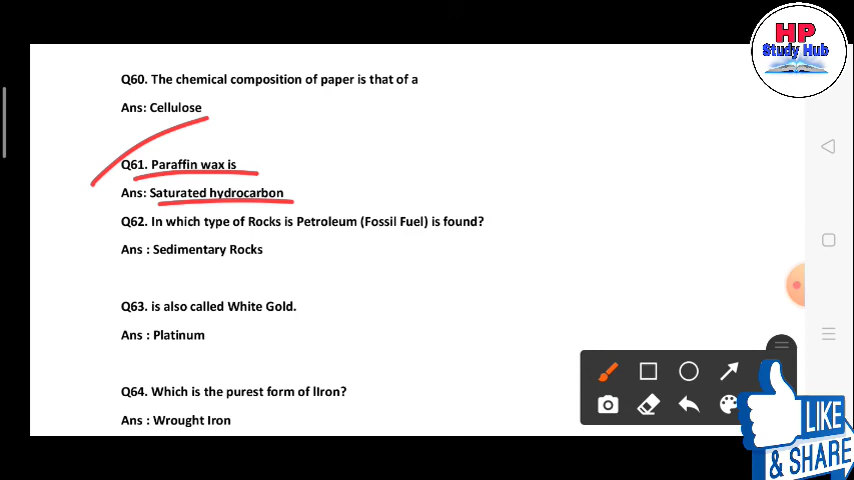 HP
Study Hub
Q60. The chemical composition of paper is that of a
Ans: Cellulose
Q61. Paraffin wax is
Ans: Saturated hydrocarbon
Q62. In which type of Rocks is Petroleum (Fossil Fuel) is found?
Ans : Sedimentary Rocks
Q63. is also called White Gold.
Ans : Platinum
Q64. Which is the purest form of IIron?
Ans : Wrought Iron
LIKE
& SHARE